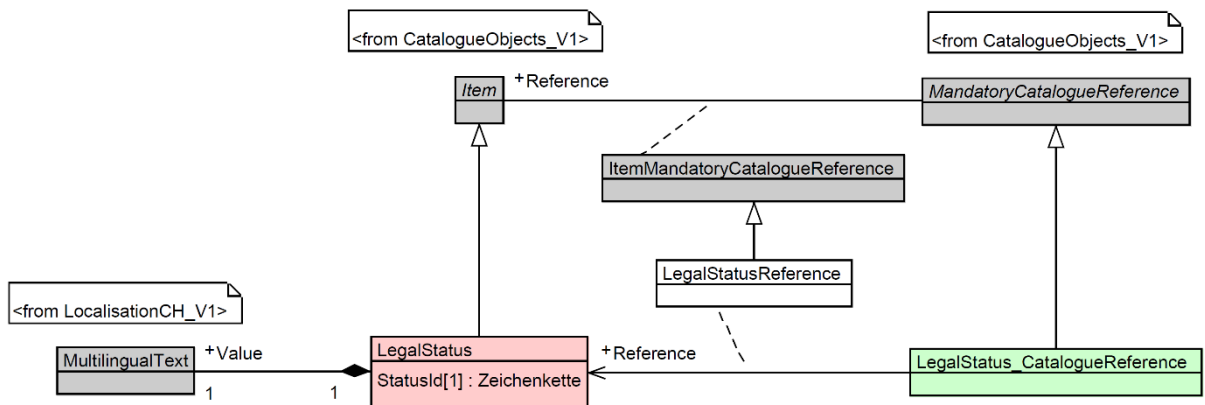 <from CatalogueObjects_V1>
<from CatalogueObjects_V1>
Item
+Reference
MandatoryCatalogueReference
ItemMandatoryCatalogueReference
LegalStatusReference
<from LocalisationCH_V1>
MultilingualText
+Value
1
1
LegalStatus
StatusId[1] : Zeichenkette
+Reference
LegalStatus_CatalogueReference